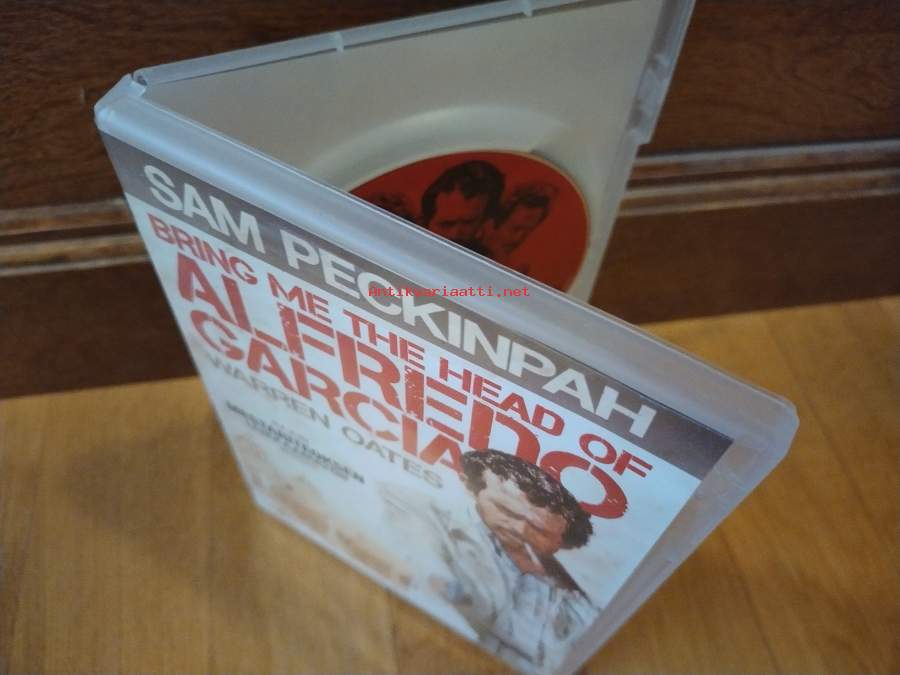 SAM PECKINPAH
BRING ME THE HEAD OF
ALFREDO
GARCIA
WARREN OATES
Antikvariaatti.net